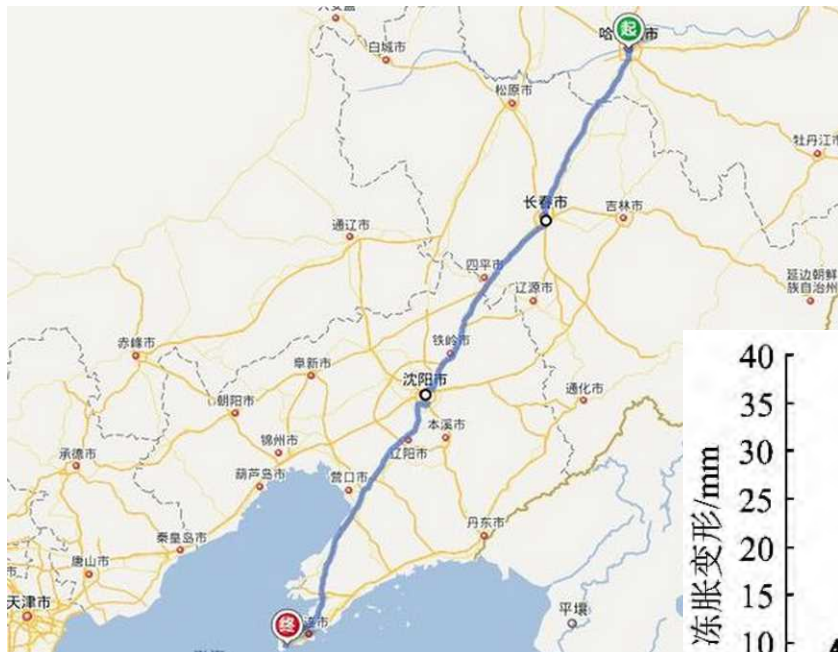 白城市
起
松原市
牡丹江市
长春市
吉林市
通辽市
四平市
辽源市
延边朝鲜
族自治州
赤峰市
铁岭市
阜新市
沈阳市
通化市
朝阳市
本溪市
锦州市
辽阳市
承德市
葫芦岛市
营口市
丹东市
秦皇岛市
唐山市
天津市
平壤
终
冻胀变形/mm
40
35
30
25
20
15
10